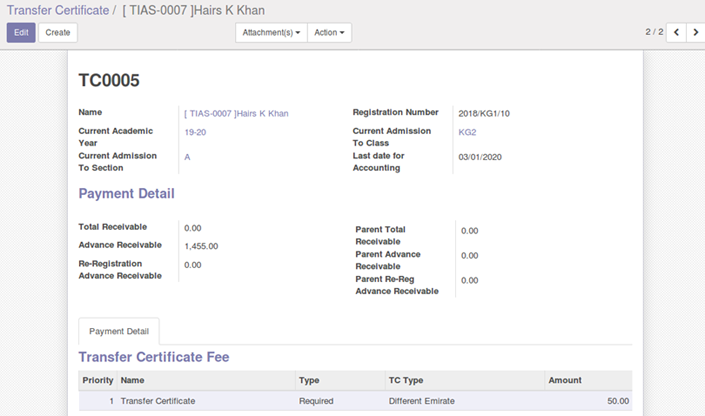 Transfer Certificate / [ TIAS-0007 ]Hairs K Khan
Edit Create Attachment(s) Action 2 / 2
TC0005
Name [ TIAS-0007 ]Hairs K Khan Registration Number 2018/KG1/10
Current Academic Year 19-20 Current Admission To Class KG2
Current Admission To Section A Last date for Accounting 03/01/2020
Payment Detail
Total Receivable 0.00 Parent Total Receivable 0.00
Advance Receivable 1,455.00 Parent Advance Receivable 0.00
Re-Registration Advance Receivable 0.00 Parent Re-Reg Advance Receivable 0.00
Payment Detail
Transfer Certificate Fee
Priority Name Type TC Type Amount
1 Transfer Certificate Required Different Emirate 50.00